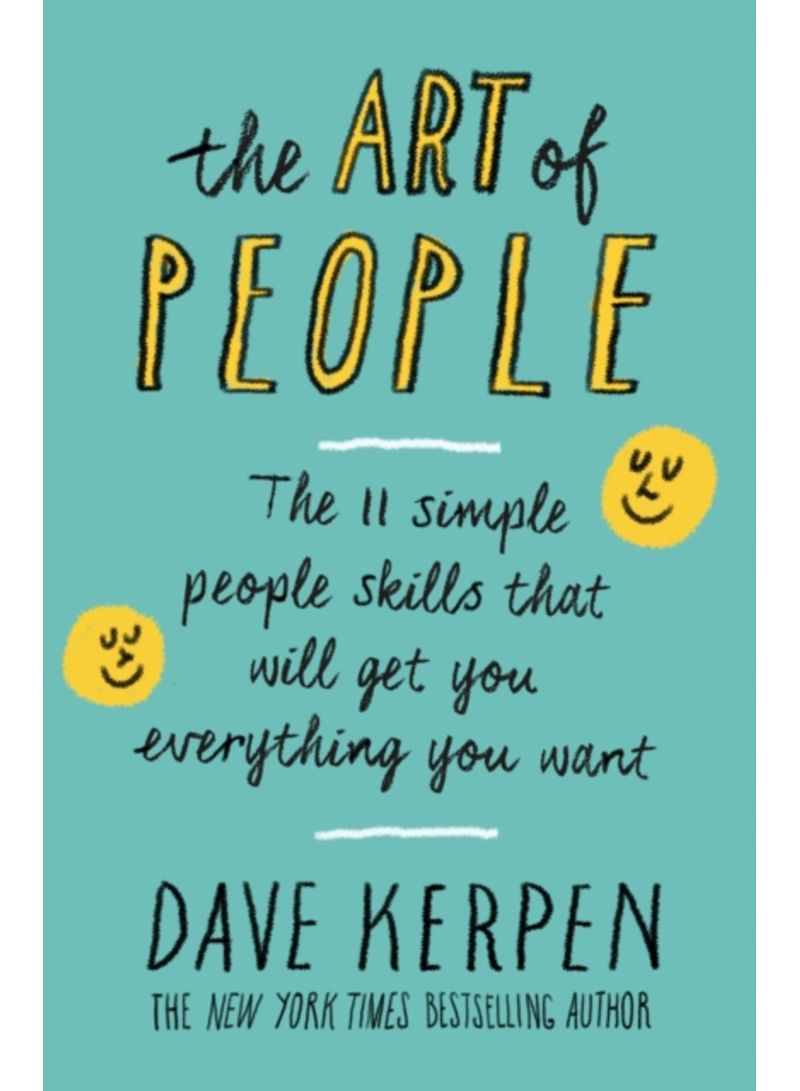 the ART of
PEOPLE
The 11 simple
people skills that
will get you
everything you want
DAVE KERPEN
THE NEW YORK TIMES BESTSELLING AUTHOR